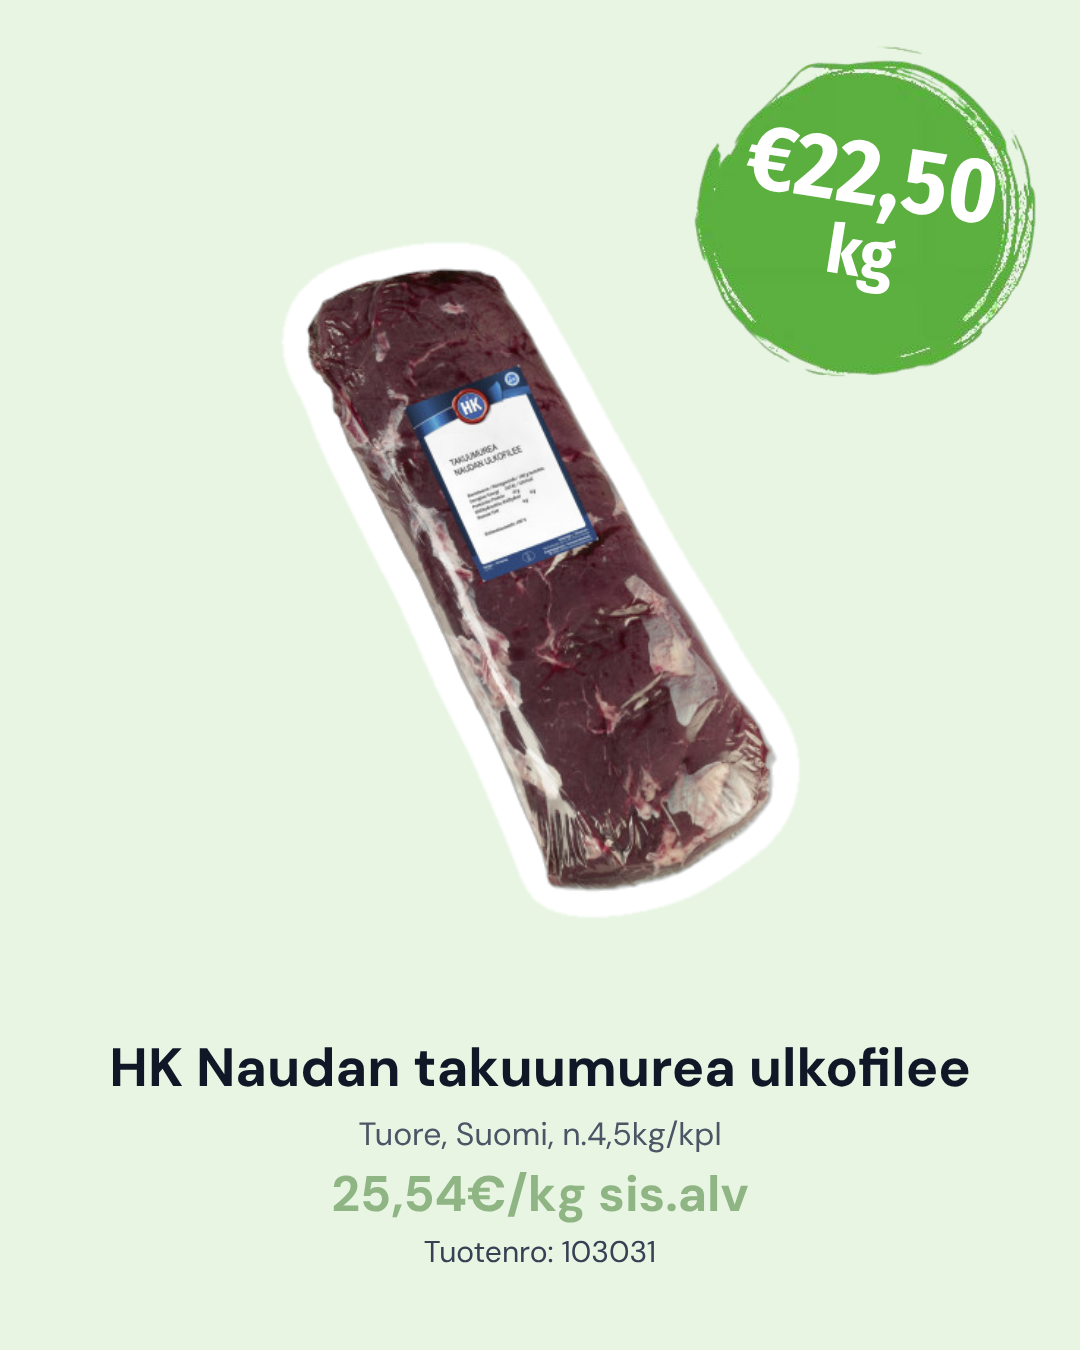 €22,50
kg
HK
TAKUUMUREA
NAUDAN ULKOFILEE
HK Naudan takuumurea ulkofilee
Tuore, Suomi, n.4,5kg/kpl
25,54€/kg sis.alv
Tuotenro: 103031